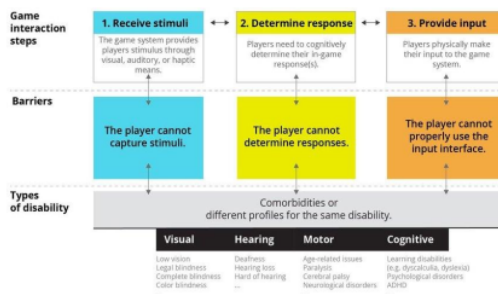 Game interaction steps
1. Receive stimuli
The game system provides
players stimulus through
visual, auditory, or haptic
means.
2. Determine response
Players need to cognitively
determine their in-game
response(s).
3. Provide input
Players physically make
their input to the game
system.
Barriers
The player cannot
capture stimuli.
The player cannot
determine responses.
The player cannot
properly use the
input interface.
Types
of disability
Comorbidities or
different profiles for the same disability.
Visual
Low vision
Legal blindness
Complete blindness
Color blindness
Hearing
Deafness
Hearing loss
Hard of hearing
...
Motor
Age-related issues
Paralysis
Cerebral palsy
Neurological disorders
Cognitive
Learning disabilities
(e.g. dyscalculia, dyslexia)
Psychological disorders
ADHD